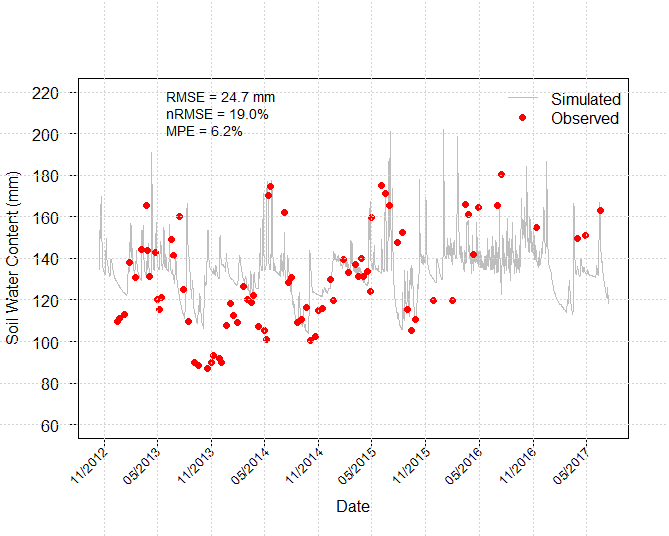 RMSE = 24.7 mm
nRMSE = 19.0%
MPE = 6.2%
Simulated
Observed
Soil Water Content (mm)
220
200
180
160
140
120
100
80
60
11/2012
05/2013
11/2013
05/2014
11/2014
05/2015
11/2015
05/2016
11/2016
05/2017
Date